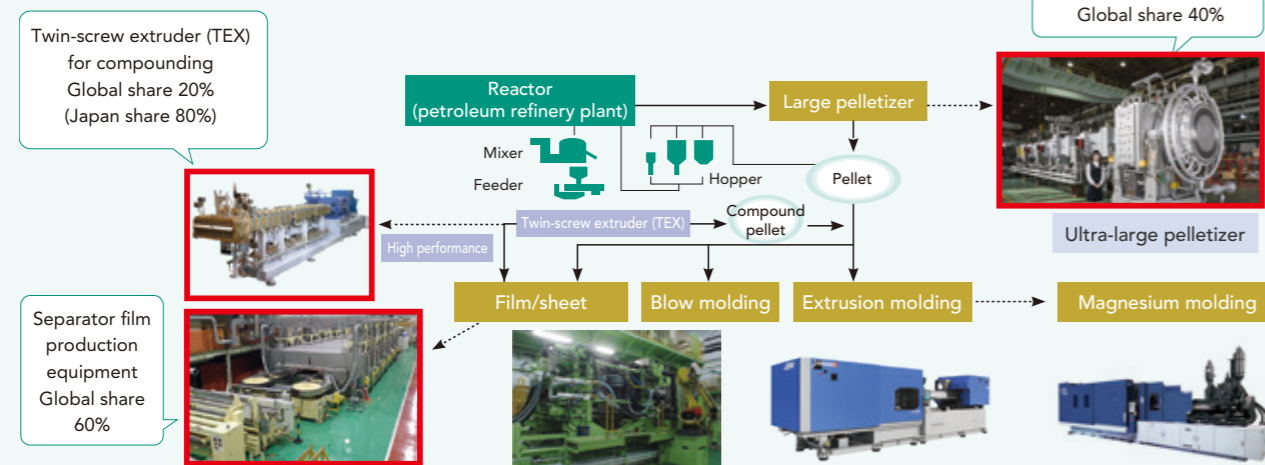 Global share 40%
Twin-screw extruder (TEX)
for compounding
Global share 20%
(Japan share 80%)
Reactor
(petroleum refinery plant)
Large pelletizer
Mixer
Feeder
Hopper
Pellet
Twin-screw extruder (TEX)
Compound
pellet
High performance
Ultra-large pelletizer
Film/sheet
Blow molding
Extrusion molding
Magnesium molding
Separator film
production
equipment
Global share
60%